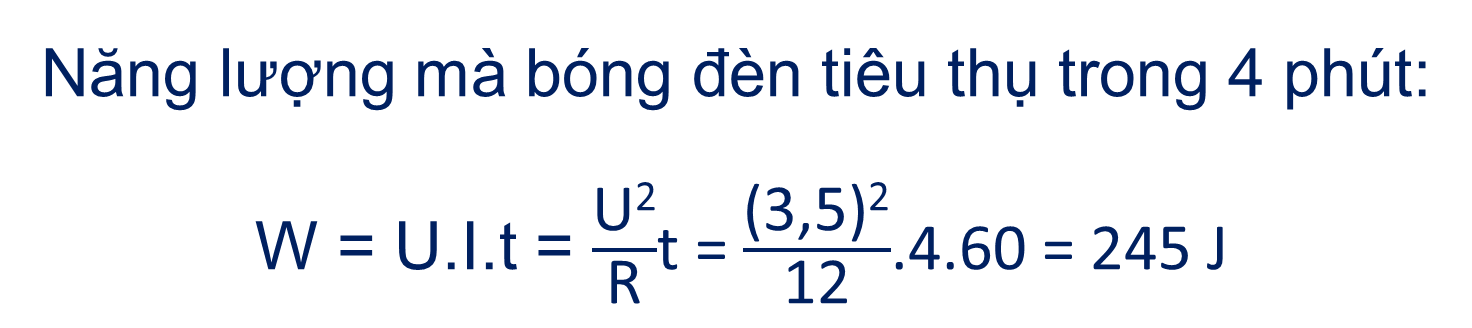 Năng lượng mà bóng đèn tiêu thụ trong 4 phút:
W = U.I.t = U²/R t = (3,5)²/12 .4.60 = 245 J